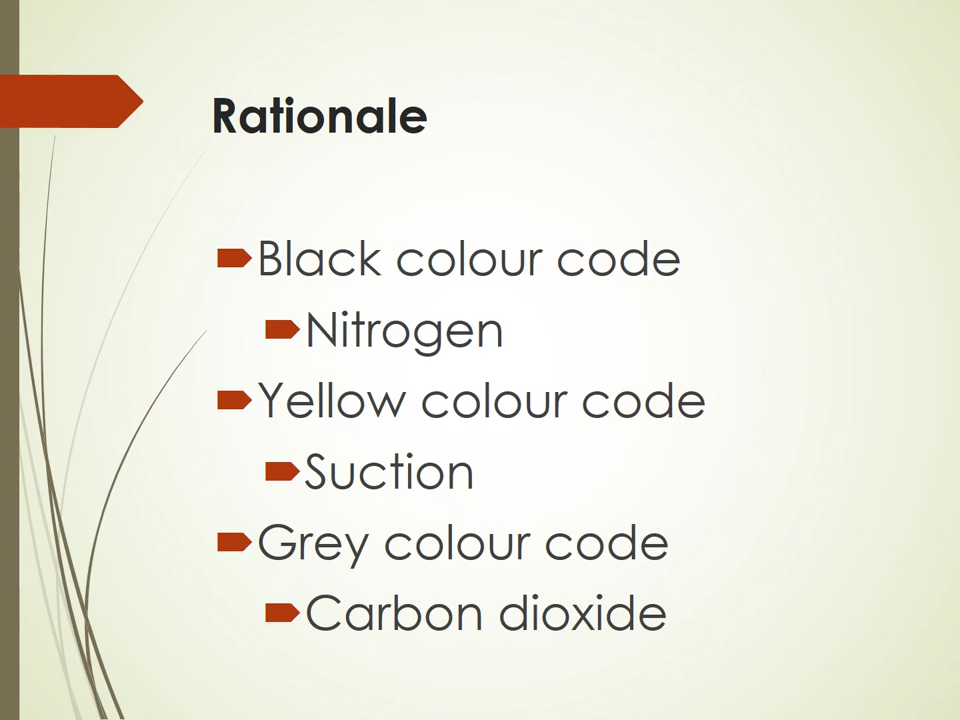 Rationale
Black colour code
Nitrogen
Yellow colour code
Suction
Grey colour code
Carbon dioxide